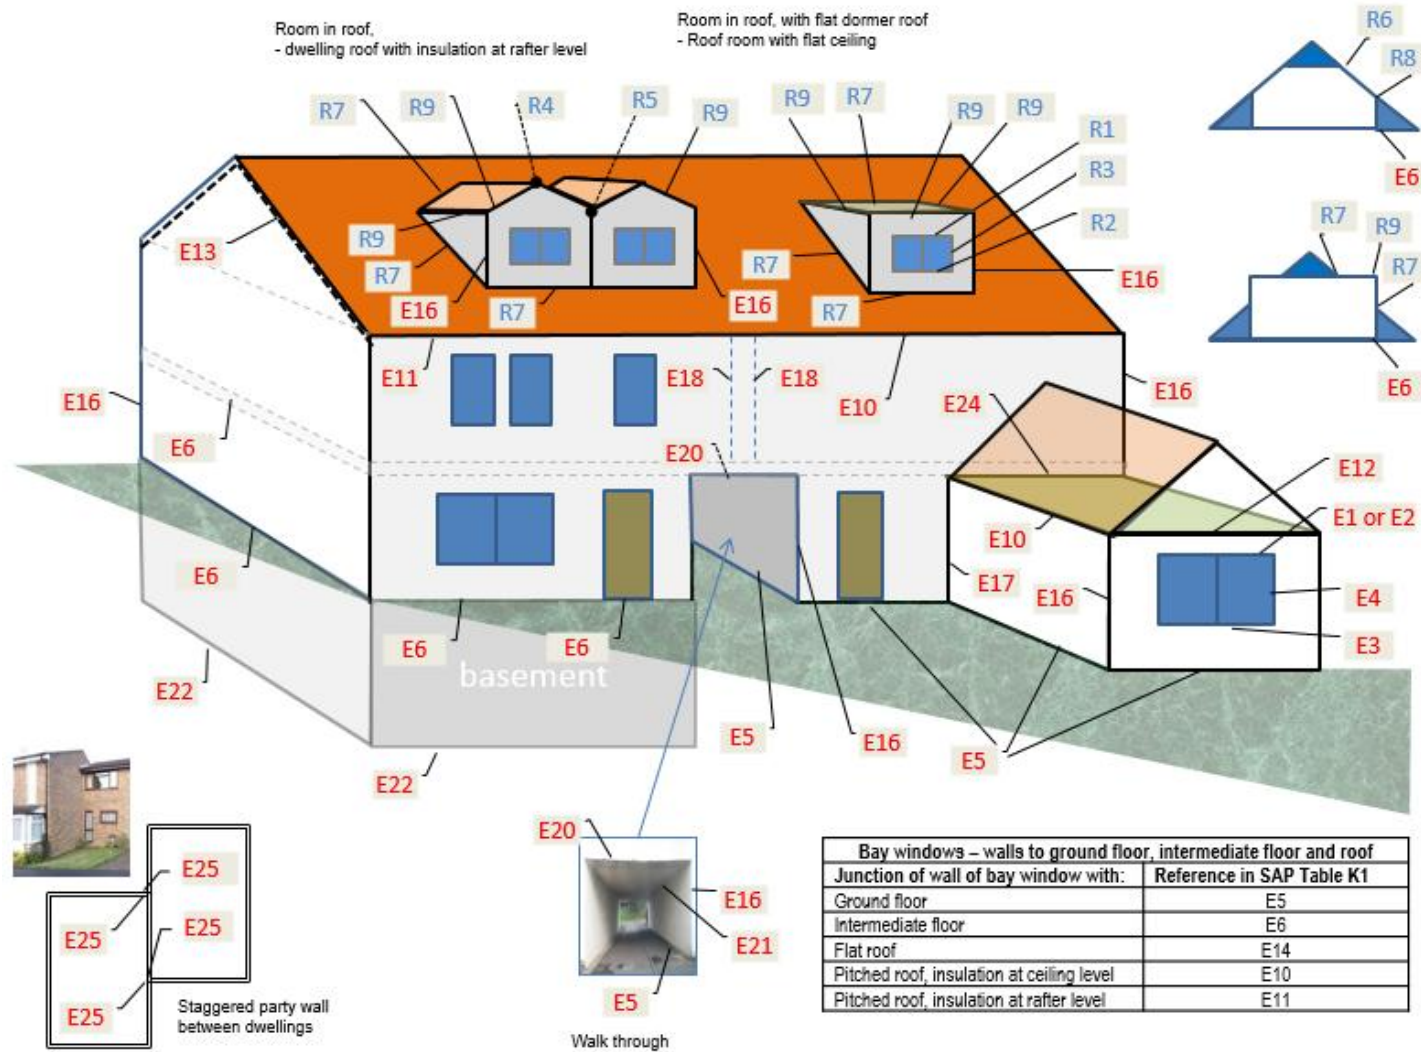 Room in roof,
- dwelling roof with insulation at rafter level
Room in roof, with flat dormer roof
- Roof room with flat ceiling
R6
R8
E6
R7
R9
R4
R5
R9
R9
R7
R9
R9
R1
R3
R2
R7
R9
R7
E6
E13
R9
R7
E16
R7
E16
R7
R7
E16
E11
E18
E18
E10
E16
E24
E16
E6
E20
E12
E1 or E2
E10
E17
E16
E4
E3
E6
E6
E6
basement
E22
E5
E16
E5
E22
E20
E16
E21
E5
Walk through
E25
E25
E25
E25
Staggered party wall
between dwellings
Bay windows – walls to ground floor, intermediate floor and roof
Junction of wall of bay window with: Reference in SAP Table K1
Ground floor E5
Intermediate floor E6
Flat roof E14
Pitched roof, insulation at ceiling level E10
Pitched roof, insulation at rafter level E11